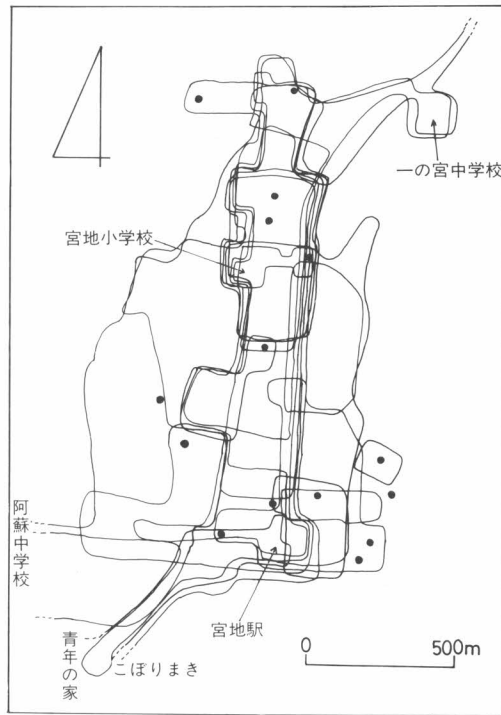 一の宮中学校
宮地小学校
阿蘇中学校
宮地駅
0 500m
青年の家
こぼりまき